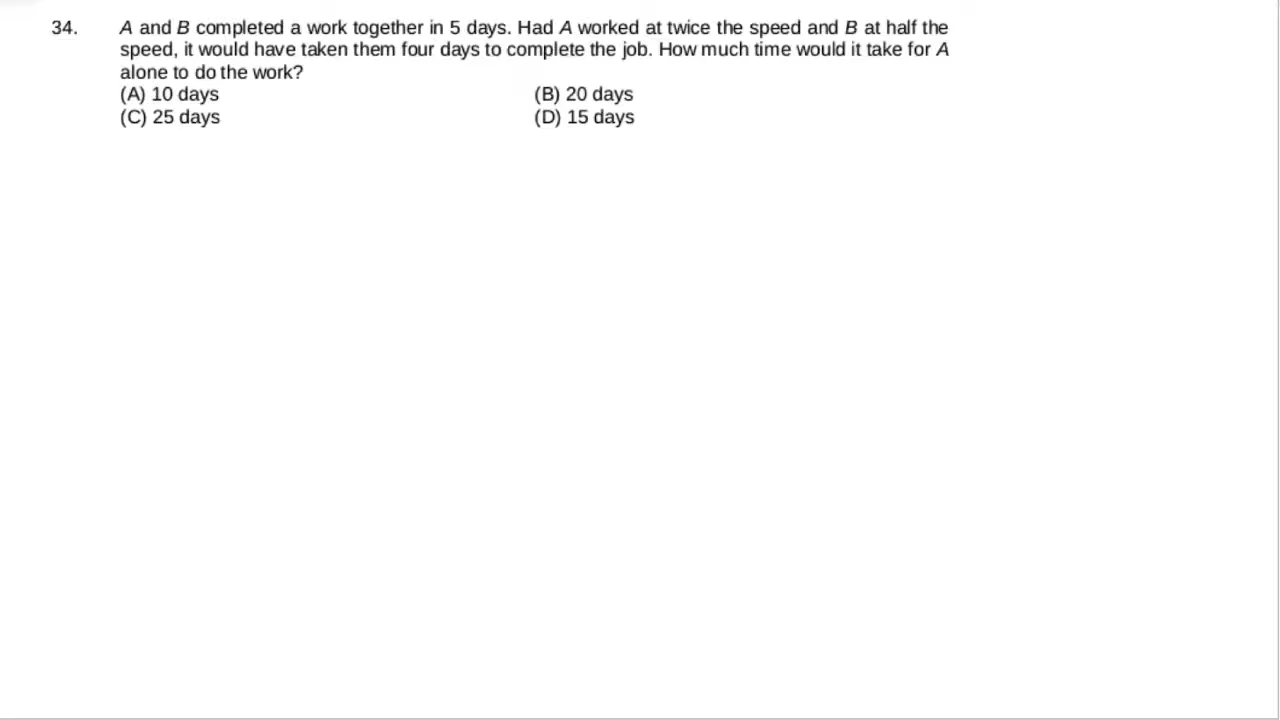 34. A and B completed a work together in 5 days. Had A worked at twice the speed and B at half the
speed, it would have taken them four days to complete the job. How much time would it take for A
alone to do the work?
(A) 10 days (B) 20 days
(C) 25 days (D) 15 days